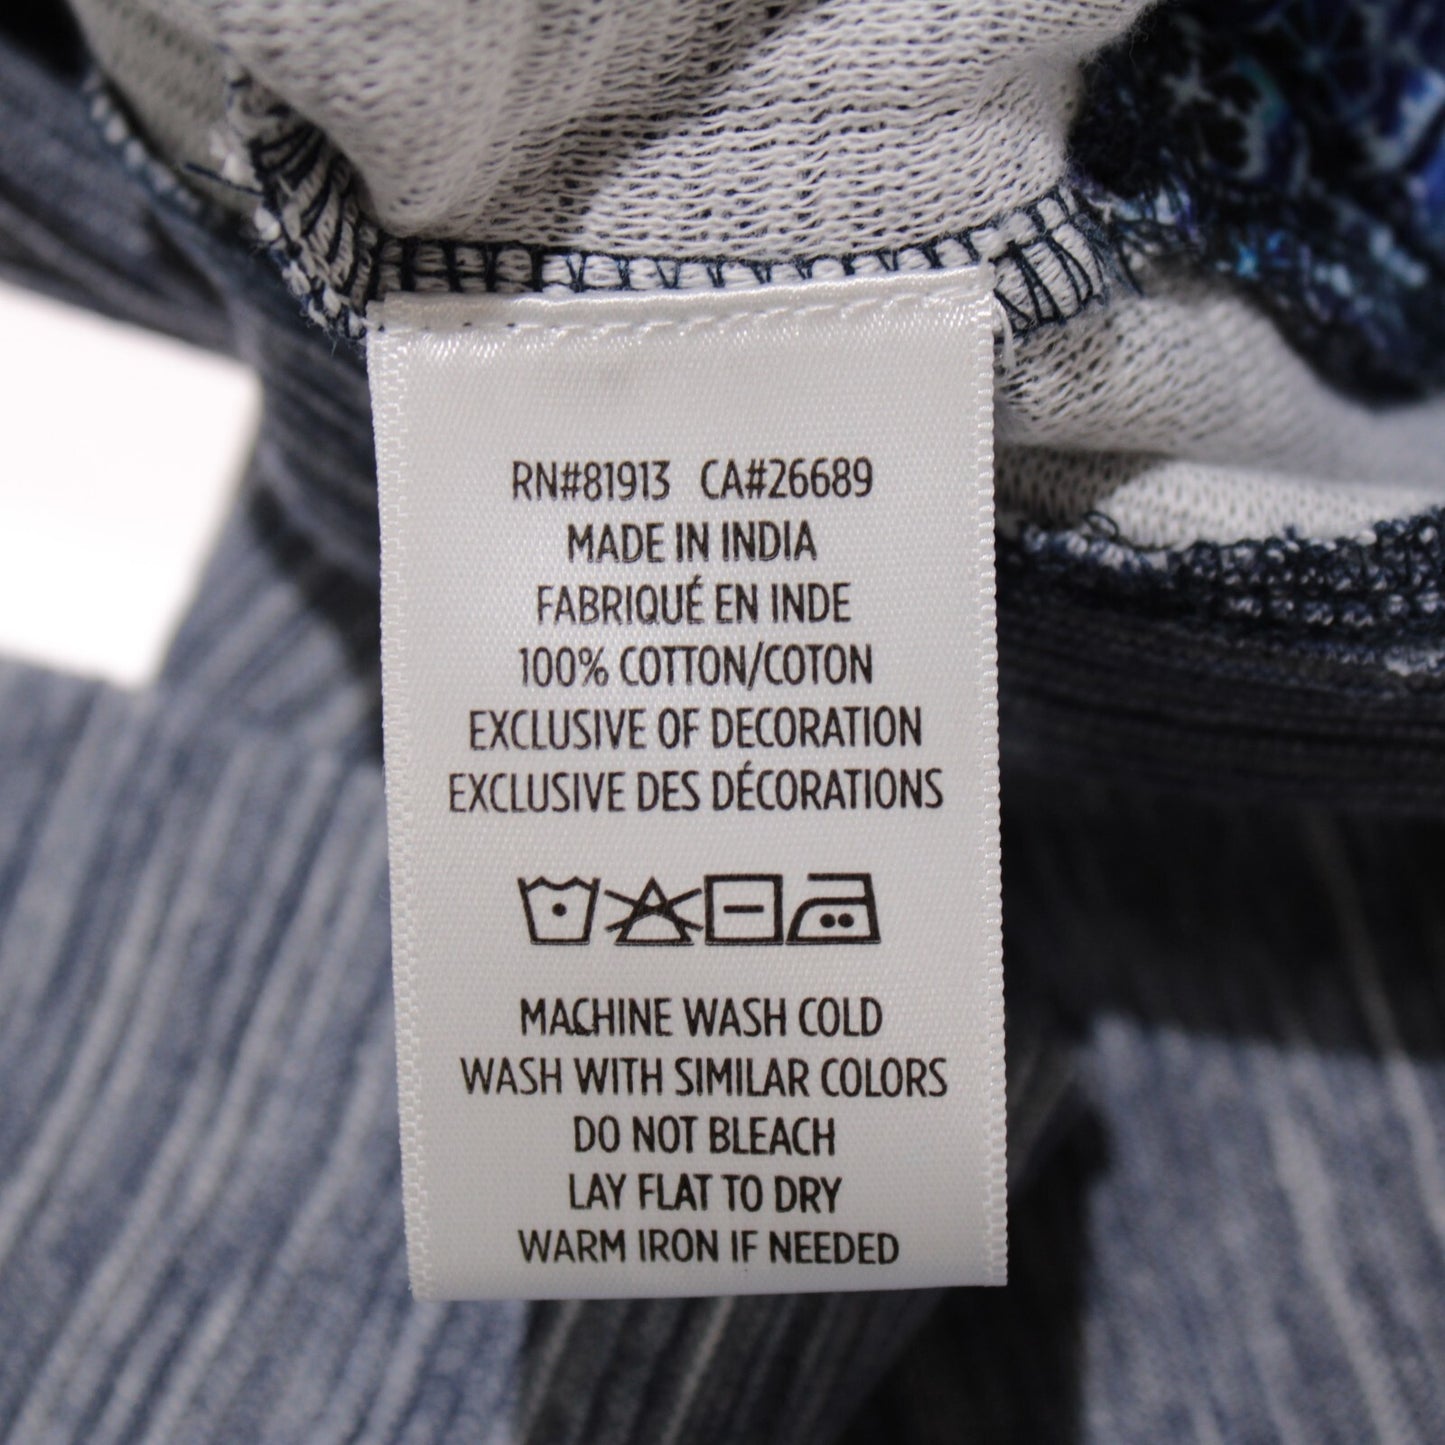 RN#81913 CA#26689
MADE IN INDIA
FABRIQUÉ EN INDE
100% COTTON/COTON
EXCLUSIVE OF DECORATION
EXCLUSIVE DES DÉCORATIONS
MACHINE WASH COLD
WASH WITH SIMILAR COLORS
DO NOT BLEACH
LAY FLAT TO DRY
WARM IRON IF NEEDED